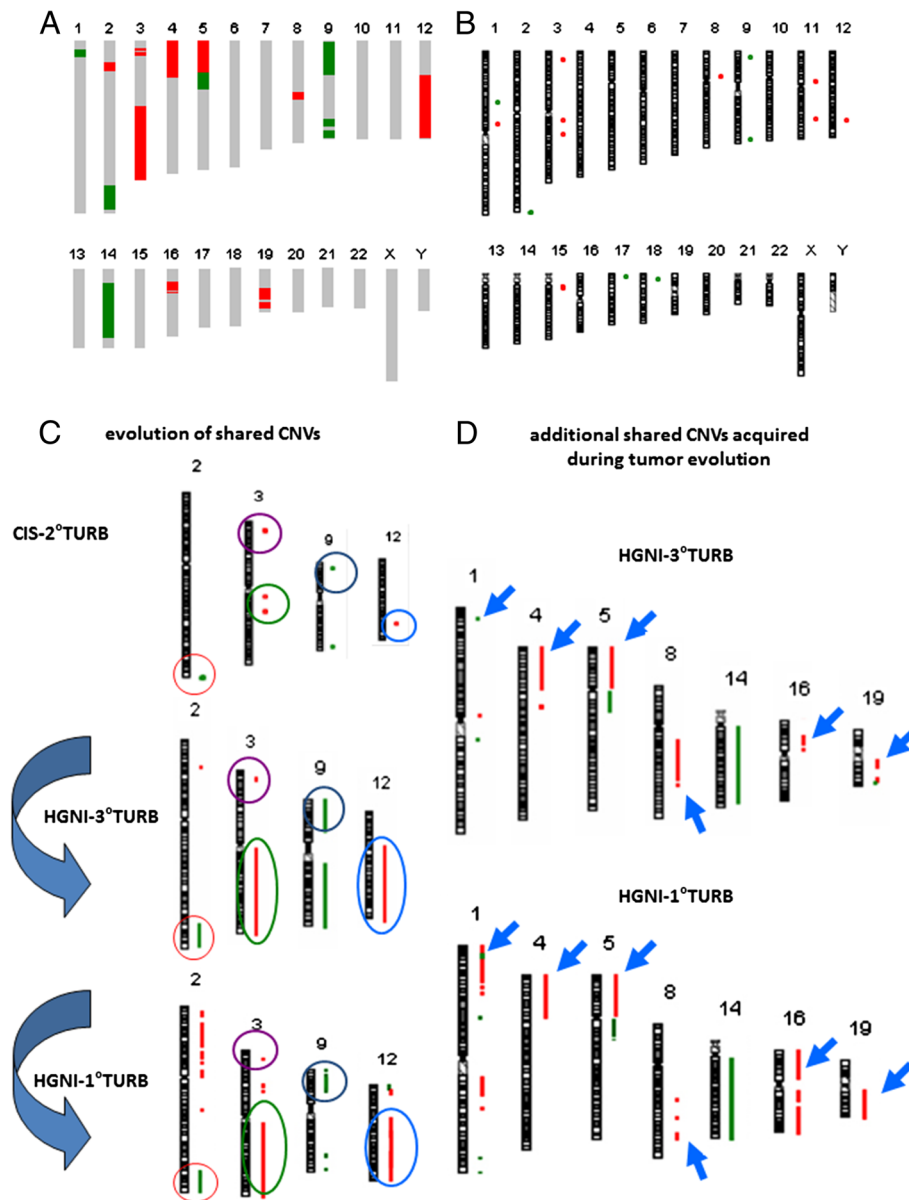 A
1 2 3 4 5 6 7 8 9 10 11 12
13 14 15 16 17 18 19 20 21 22 X Y
B
1 2 3 4 5 6 7 8 9 10 11 12
13 14 15 16 17 18 19 20 21 22 X Y
C
evolution of shared CNVs
CIS-2°TURB
2 3 9 12
HGNI-3°TURB
2 3 9 12
HGNI-1°TURB
2 3 9 12
D
additional shared CNVs acquired
during tumor evolution
HGNI-3°TURB
1 4 5 8 14 16 19
HGNI-1°TURB
1 4 5 8 14 16 19